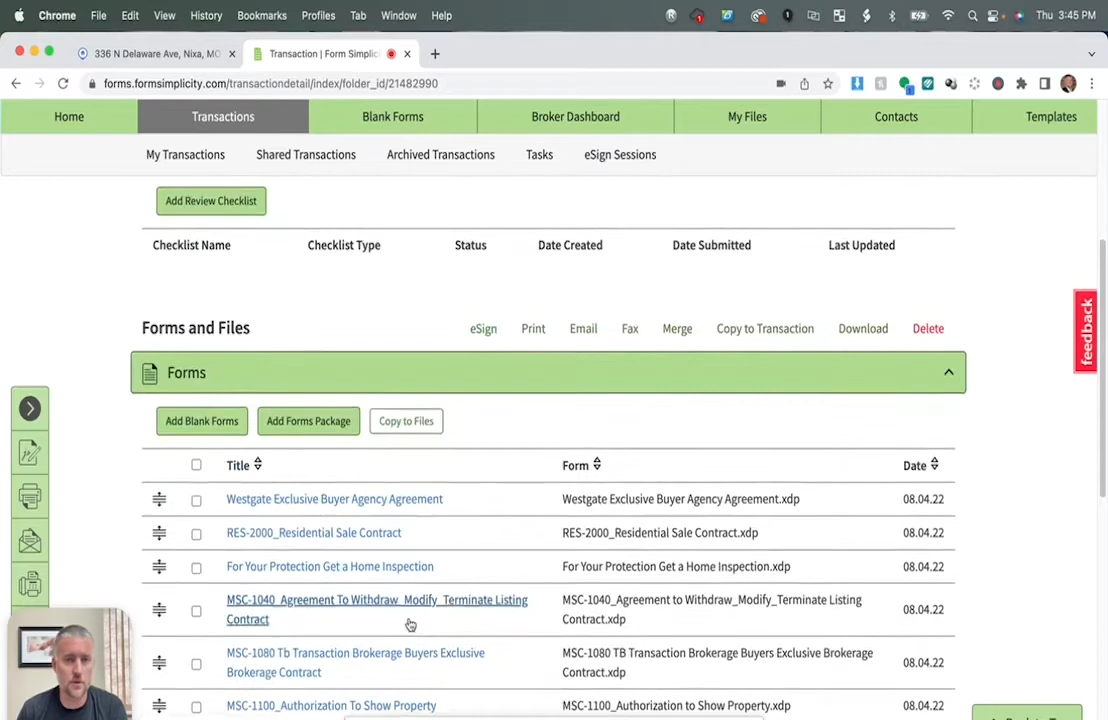 Chrome File Edit View History Bookmarks Profiles Tab Window Help Thu 3:45 PM
336 N Delaware Ave, Nixa, MO Transaction | Form Simplic
forms.formsimplicity.com/transactiondetail/index/folder_id/21482990
Home Transactions Blank Forms Broker Dashboard My Files Contacts Templates
My Transactions Shared Transactions Archived Transactions Tasks eSign Sessions
Add Review Checklist
Checklist Name Checklist Type Status Date Created Date Submitted Last Updated
feedback
Forms and Files eSign Print Email Fax Merge Copy to Transaction Download Delete
Forms
Add Blank Forms Add Forms Package Copy to Files
Title Form Date
Westgate Exclusive Buyer Agency Agreement Westgate Exclusive Buyer Agency Agreement.xdp 08.04.22
RES-2000_Residential Sale Contract RES-2000_Residential Sale Contract.xdp 08.04.22
For Your Protection Get a Home Inspection For Your Protection Get a Home Inspection.xdp 08.04.22
MSC-1040_Agreement To Withdraw_Modify_Terminate Listing Contract MSC-1040_Agreement to Withdraw_Modify_Terminate Listing Contract.xdp 08.04.22
MSC-1080 Tb Transaction Brokerage Buyers Exclusive Brokerage Contract MSC-1080 TB Transaction Brokerage Buyers Exclusive Brokerage Contract.xdp 08.04.22
MSC-1100_Authorization To Show Property MSC-1100_Authorization to Show Property.xdp 08.04.22